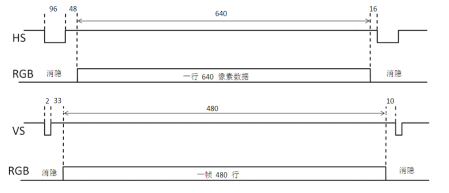 96 48 640 16
HS
RGB 消隐 一行 640 像素数据 消隐
2 33 480 10
VS
RGB 消隐 一帧 480 行 消隐